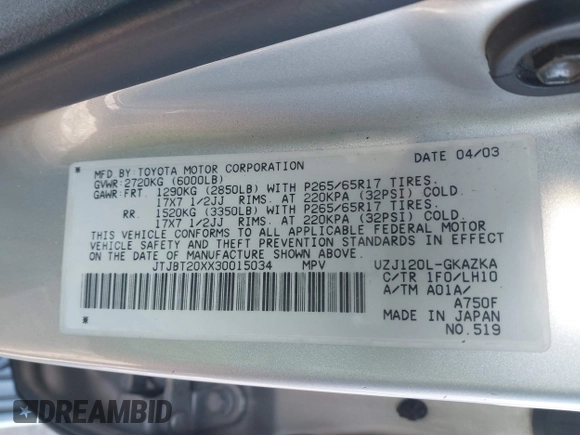 MFD BY: TOYOTA MOTOR CORPORATION DATE 04/03
GVWR: 2720KG (6000LB)
GAWR: FRT. 1290KG (2850LB) WITH P265/65R17 TIRES.
17X7 1/2JJ RIMS. AT 220KPA (32PSI) COLD.
RR. 1520KG (3350LB) WITH P265/65R17 TIRES.
17X7 1/2JJ RIMS. AT 220KPA (32PSI) COLD.
THIS VEHICLE CONFORMS TO ALL APPLICABLE FEDERAL MOTOR
VEHICLE SAFETY AND THEFT PREVENTION STANDARDS IN EFFECT
ON THE DATE OF MANUFACTURE SHOWN ABOVE.
JTJBT20XX30015034 MPV UZJ120L-GKAZKA
C/TR 1F0/LH10
A/TM A01A/
A750F
MADE IN JAPAN
NO.519
DREAMBID